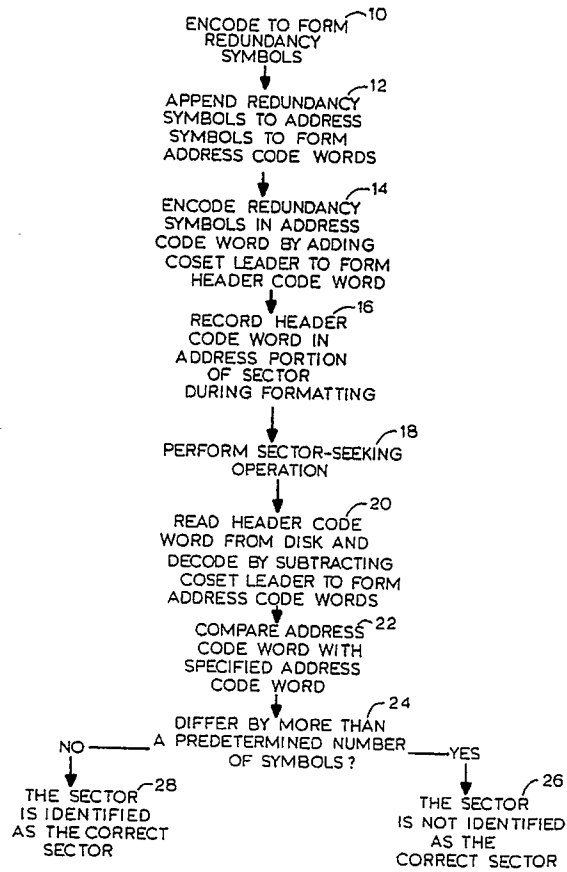 10
ENCODE TO FORM
REDUNDANCY
SYMBOLS
12
APPEND REDUNDANCY
SYMBOLS TO ADDRESS
SYMBOLS TO FORM
ADDRESS CODE WORDS
14
ENCODE REDUNDANCY
SYMBOLS IN ADDRESS
CODE WORD BY ADDING
COSET LEADER TO FORM
HEADER CODE WORD
16
RECORD HEADER
CODE WORD IN
ADDRESS PORTION
OF SECTOR
DURING FORMATTING
18
PERFORM SECTOR-SEEKING
OPERATION
20
READ HEADER CODE
WORD FROM DISK AND
DECODE BY SUBTRACTING
COSET LEADER TO FORM
ADDRESS CODE WORDS
22
COMPARE ADDRESS
CODE WORD WITH
SPECIFIED ADDRESS
CODE WORD
24
DIFFER BY MORE THAN
A PREDETERMINED NUMBER
OF SYMBOLS?
NO
YES
28
THE SECTOR
IS IDENTIFIED
AS THE CORRECT
SECTOR
26
THE SECTOR
IS NOT IDENTIFIED
AS THE
CORRECT SECTOR